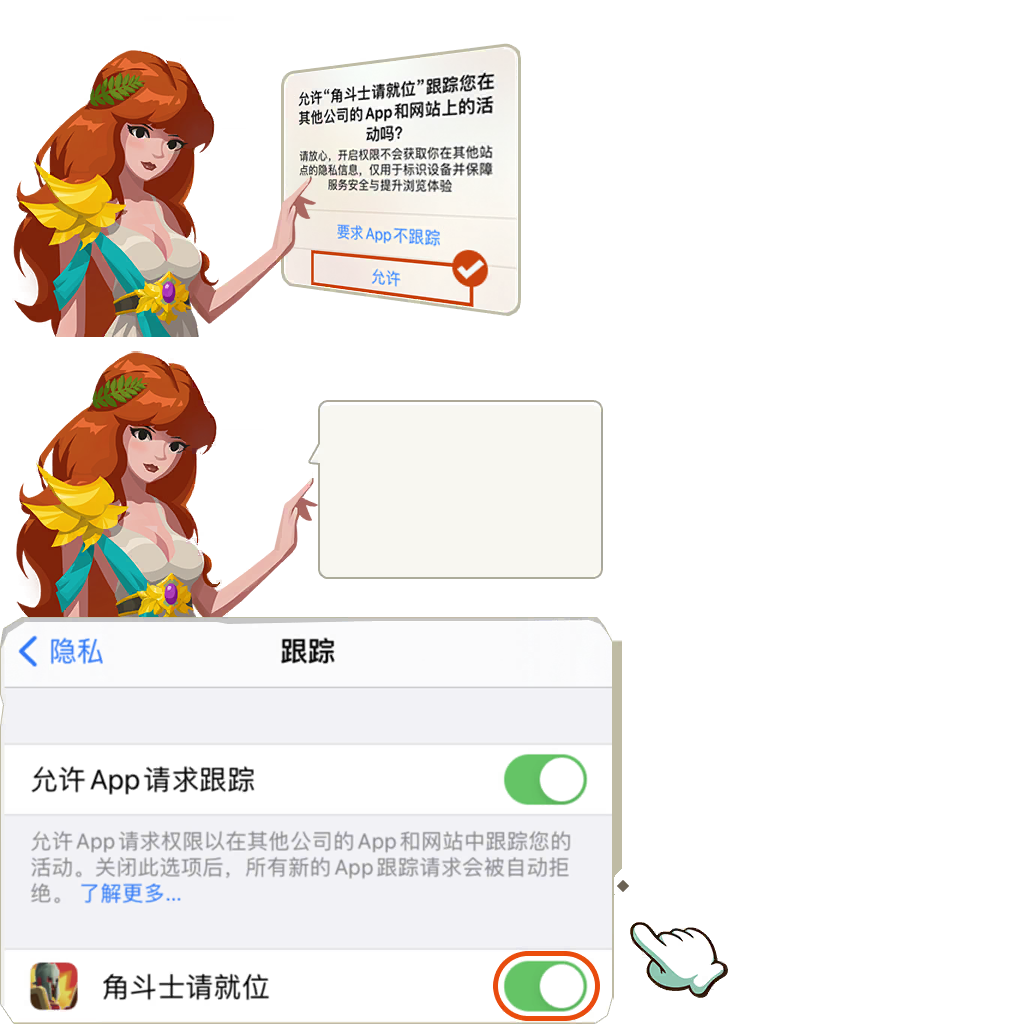 允许“角斗士请就位”跟踪您在
其他公司的App和网站上的活
动吗？
请放心，开启权限不会获取你在其他站
点的隐私信息，仅用于标识设备并保障
服务安全与提升浏览体验
要求App不跟踪
允许
隐私
跟踪
允许App请求跟踪
允许App请求权限以在其他公司的App和网站中跟踪您的
活动。关闭此选项后，所有新的App跟踪请求会被自动拒
绝。 了解更多...
角斗士请就位